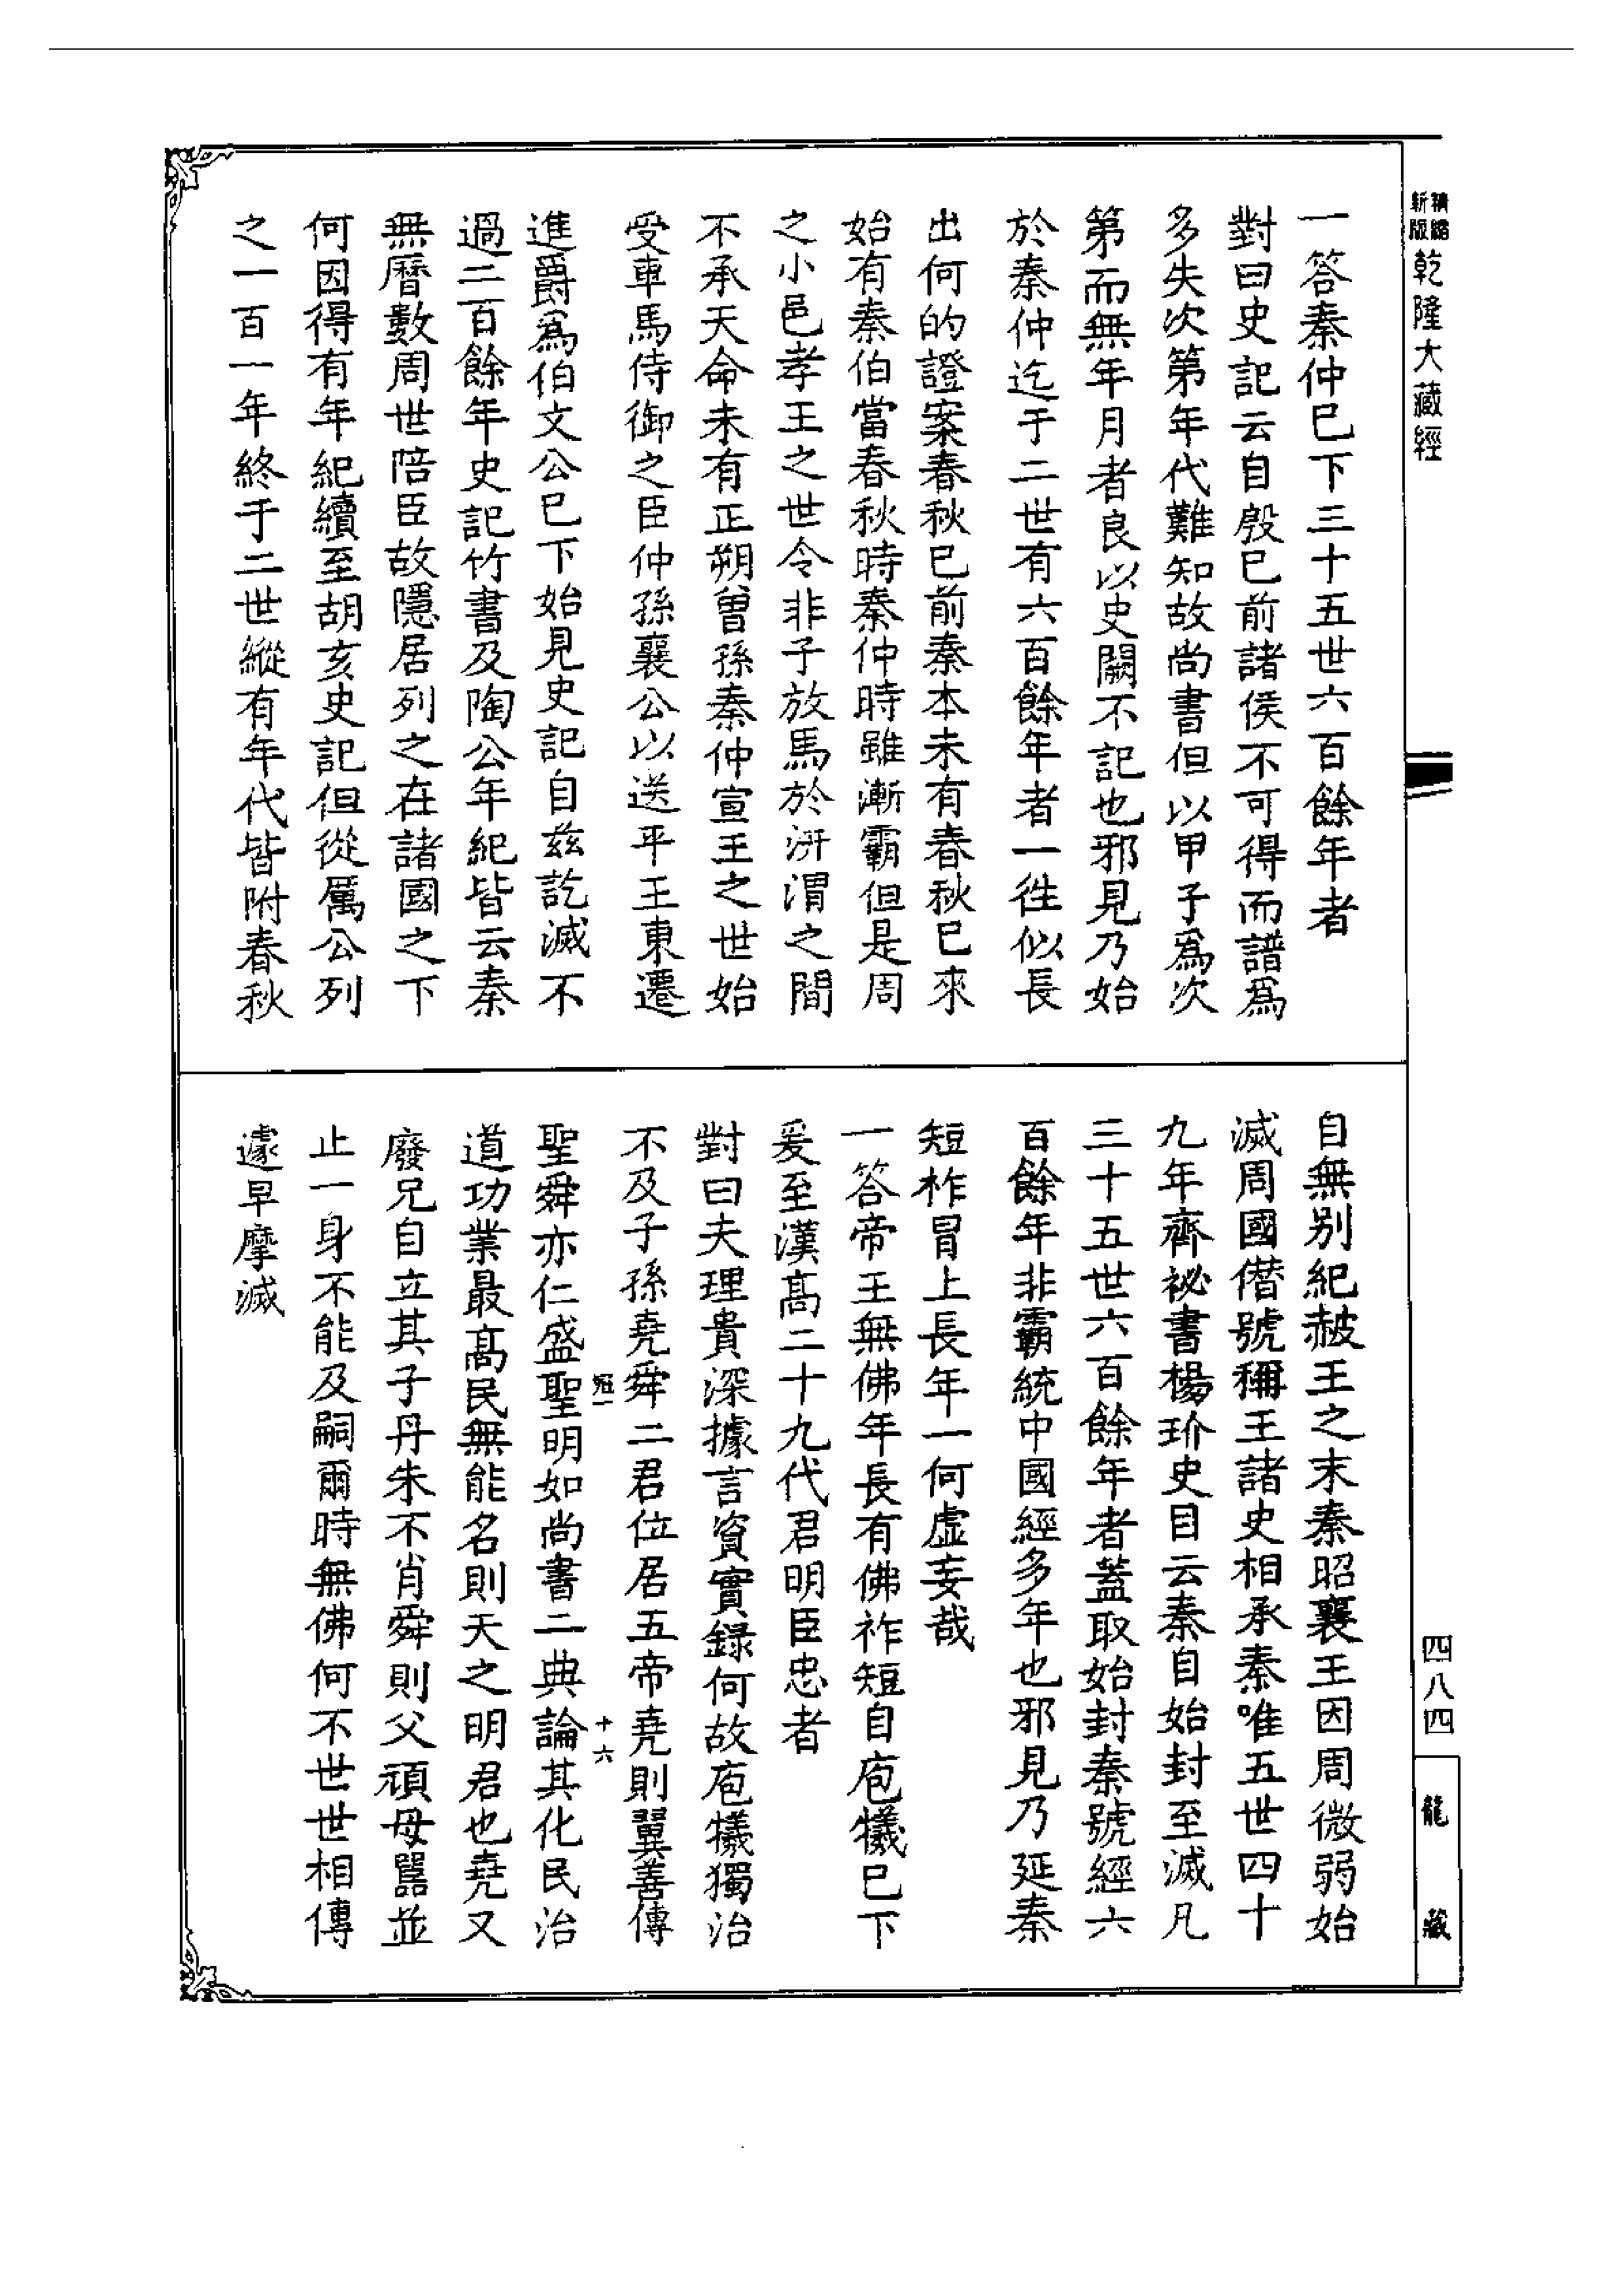 精縮新版乾隆大藏經
一答秦仲巳下三十五世六百餘年者
對曰史記云自殷巳前諸侯不可得而譜爲
多失次第年代難知故尚書但以甲子爲次
第而無年月者良以史闕不記也邪見乃始
於秦仲迄于二世有六百餘年者一徃似長
出何的證案春秋巳前秦本未有春秋巳來
始有秦伯當春秋時秦仲時雖漸霸但是周
之小邑孝王之世令非子放馬於汧渭之間
不承天命未有正朔曾孫秦仲宣王之世始
受車馬侍御之臣仲孫襄公以送平王東遷
進爵爲伯文公巳下始見史記自兹訖滅不
過二百餘年史記竹書及陶公年紀皆云秦
無曆數周世陪臣故隱居列之在諸國之下
何因得有年紀續至胡亥史記但從厲公列
之一百一年終于二世縱有年代皆附春秋
自無别紀赧王之末秦昭襄王因周微弱始
滅周國僭號稱王諸史相承秦唯五世四十
九年齊祕書楊玠史目云秦自始封至滅凡
三十五世六百餘年者蓋取始封秦號經六
百餘年非霸統中國經多年也邪見乃延秦
短祚冒上長年一何虚妄哉
一答帝王無佛年長有佛祚短自庖犧巳下
爰至漢髙二十九代君明臣忠者
對曰夫理貴深據言資實録何故庖犧獨治
不及子孫堯舜二君位居五帝堯則翼善傳
聖舜亦仁盛聖明如尚書二典論其化民治
道功業最髙民無能名則天之明君也堯又
廢兄自立其子丹朱不肖舜則父頑母嚚並
止一身不能及嗣爾時無佛何不世世相傳
遽早摩滅
十六
四八四
龍藏